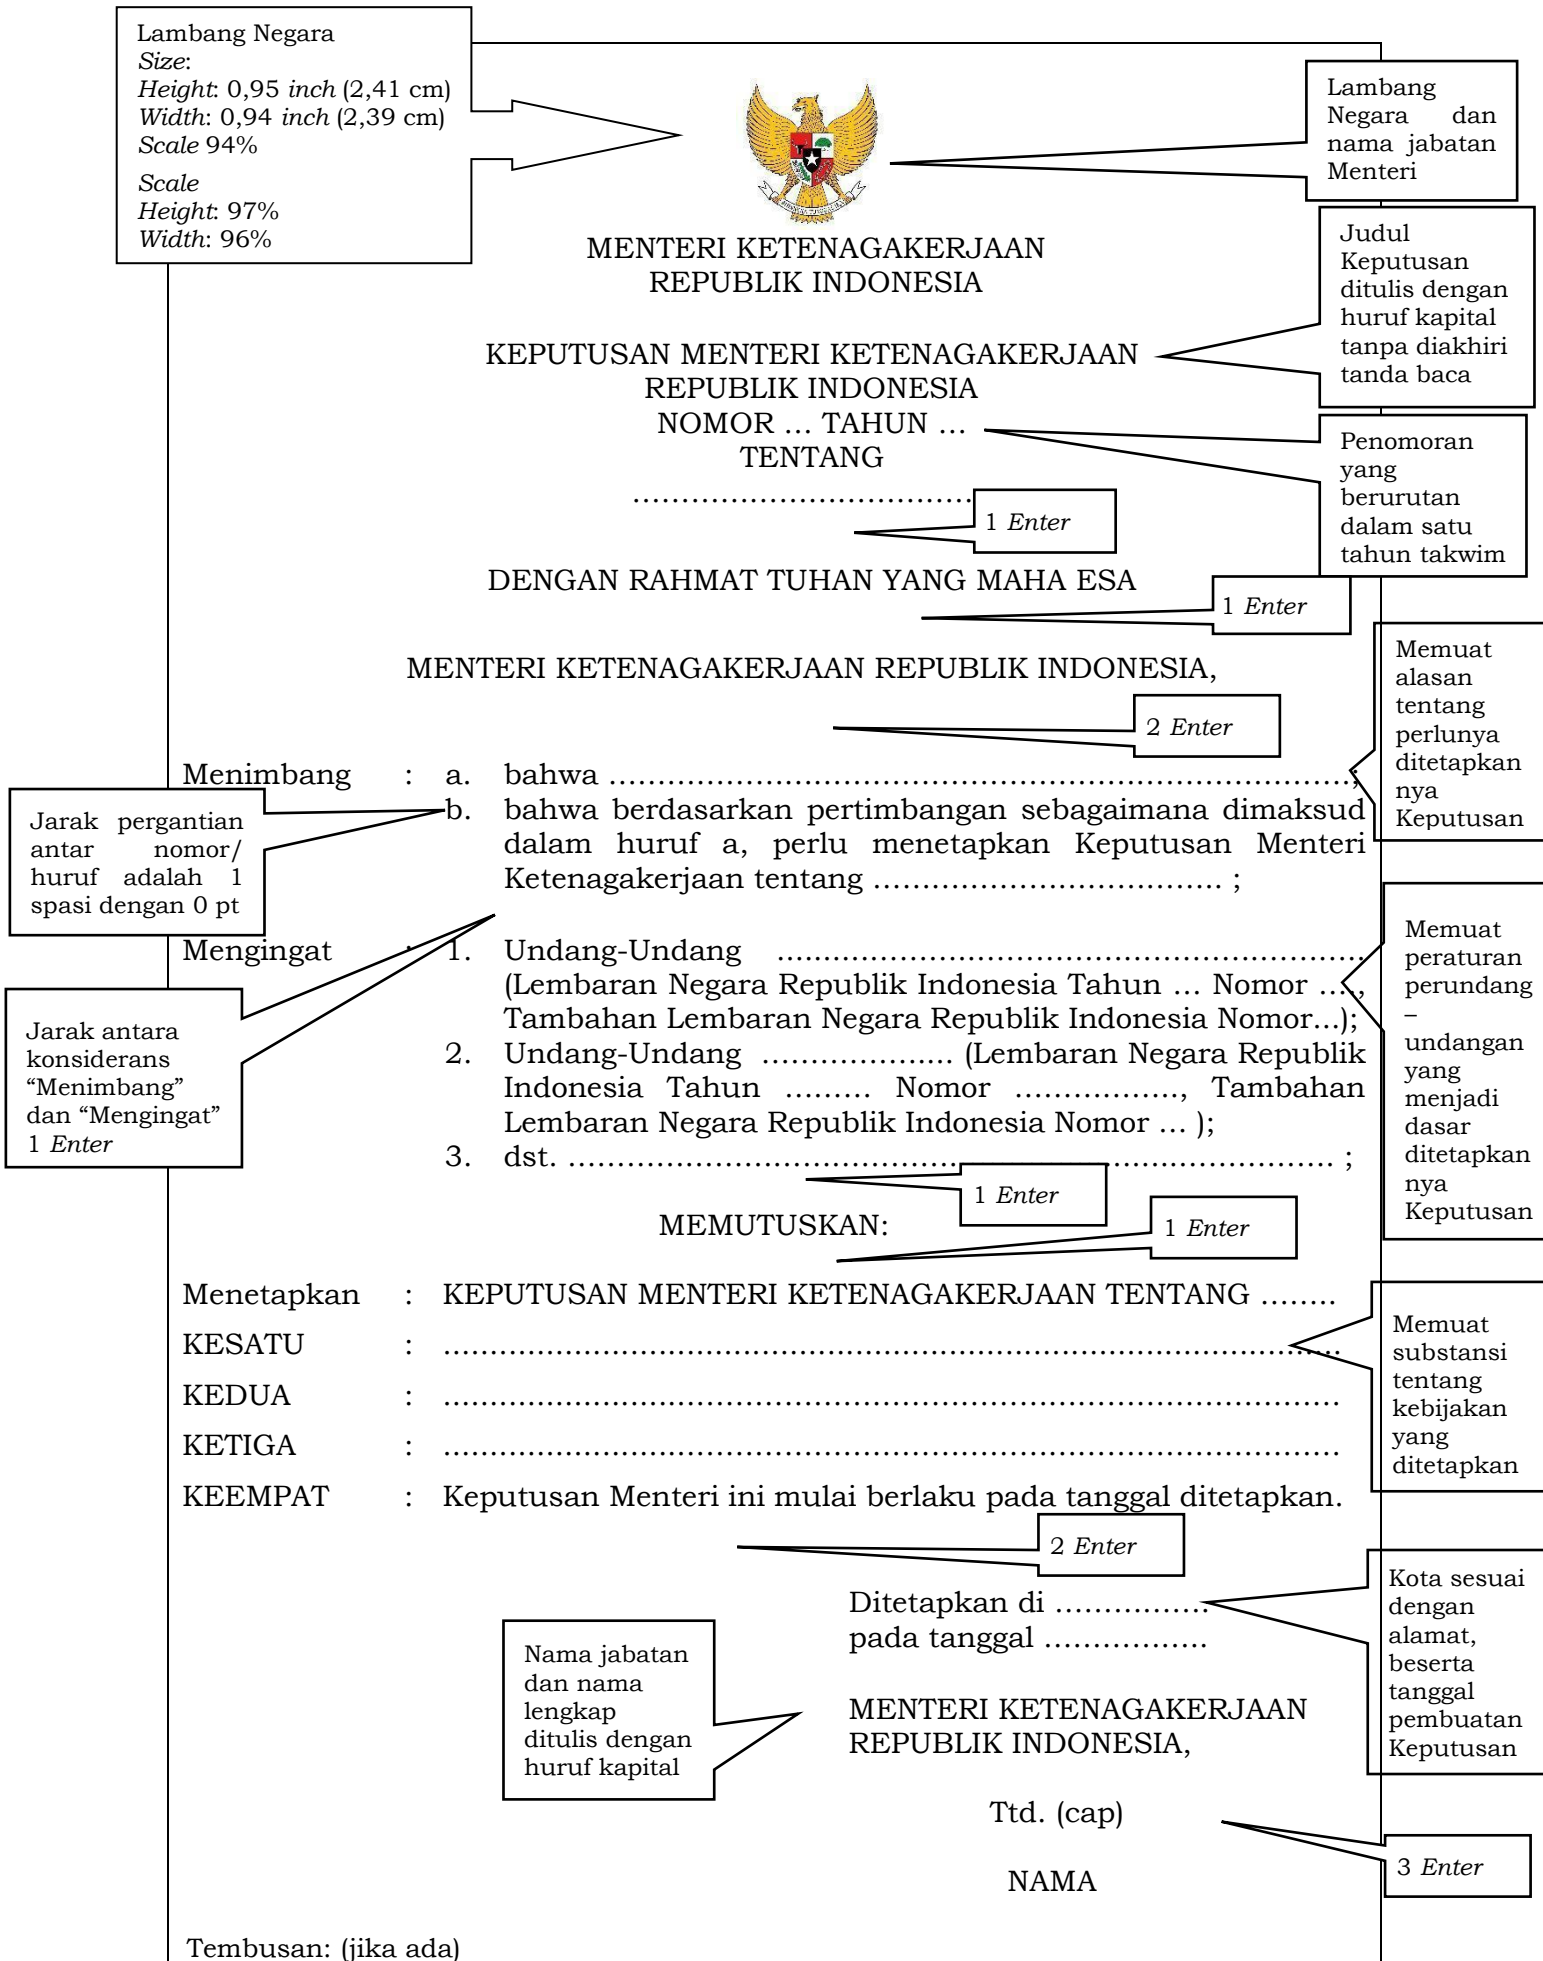 Lambang Negara
Size:
Height: 0,95 inch (2,41 cm)
Width: 0,94 inch (2,39 cm)
Scale 94%
Scale
Height: 97%
Width: 96%
Lambang
Negara dan
nama jabatan
Menteri
MENTERI KETENAGAKERJAAN
REPUBLIK INDONESIA
Judul
Keputusan
ditulis dengan
huruf kapital
tanpa diakhiri
tanda baca
KEPUTUSAN MENTERI KETENAGAKERJAAN
REPUBLIK INDONESIA
NOMOR … TAHUN …
TENTANG
………………………………
Penomoran
yang
berurutan
dalam satu
tahun takwim
1 Enter
DENGAN RAHMAT TUHAN YANG MAHA ESA
1 Enter
MENTERI KETENAGAKERJAAN REPUBLIK INDONESIA,
2 Enter
Memuat
alasan
tentang
perlunya
ditetapkan
nya
Keputusan
Menimbang : a. bahwa …………………………………………………………………;
b. bahwa berdasarkan pertimbangan sebagaimana dimaksud
dalam huruf a, perlu menetapkan Keputusan Menteri
Ketenagakerjaan tentang ……………………………… ;
Jarak pergantian
antar nomor/
huruf adalah 1
spasi dengan 0 pt
Mengingat : 1. Undang-Undang ……………………………………………………
(Lembaran Negara Republik Indonesia Tahun … Nomor ….,
Tambahan Lembaran Negara Republik Indonesia Nomor…);
2. Undang-Undang ……………….. (Lembaran Negara Republik
Indonesia Tahun ……… Nomor …………….., Tambahan
Lembaran Negara Republik Indonesia Nomor … );
3. dst. …………………………………………………………………… ;
Jarak antara
konsiderans
“Menimbang”
dan “Mengingat”
1 Enter
Memuat
peraturan
perundang
–
undangan
yang
menjadi
dasar
ditetapkan
nya
Keputusan
1 Enter
MEMUTUSKAN:
1 Enter
Menetapkan : KEPUTUSAN MENTERI KETENAGAKERJAAN TENTANG ……..
KESATU : …………………………………………………………………………………
KEDUA : …………………………………………………………………………………
KETIGA : …………………………………………………………………………………
KEEMPAT : Keputusan Menteri ini mulai berlaku pada tanggal ditetapkan.
Memuat
substansi
tentang
kebijakan
yang
ditetapkan
2 Enter
Ditetapkan di …………….
pada tanggal ……………..
Kota sesuai
dengan
alamat,
beserta
tanggal
pembuatan
Keputusan
Nama jabatan
dan nama
lengkap
ditulis dengan
huruf kapital
MENTERI KETENAGAKERJAAN
REPUBLIK INDONESIA,
Ttd. (cap)
3 Enter
NAMA
Tembusan: (jika ada)